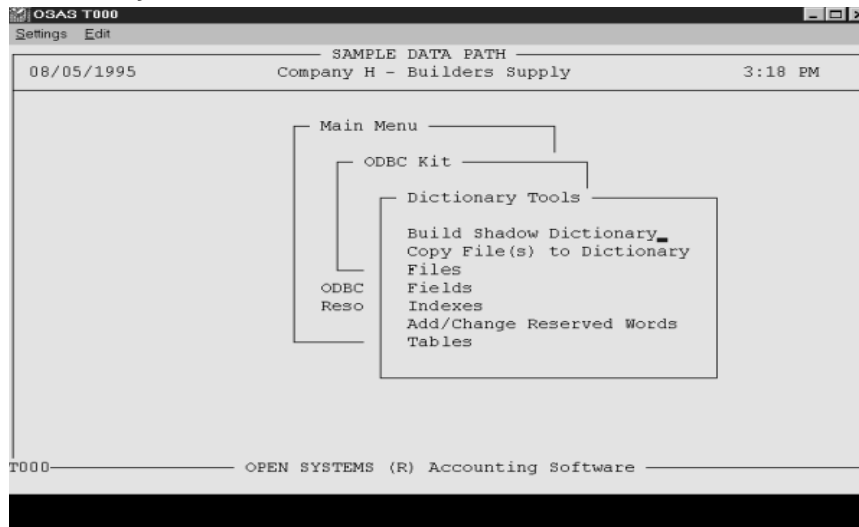 OSAS T000
Settings Edit
SAMPLE DATA PATH
08/05/1995 Company H - Builders Supply 3:18 PM
Main Menu
ODBC Kit
Dictionary Tools
Build Shadow Dictionary
Copy File(s) to Dictionary
Files
ODBC Fields
Reso Indexes
Add/Change Reserved Words
Tables
T000 OPEN SYSTEMS (R) Accounting Software